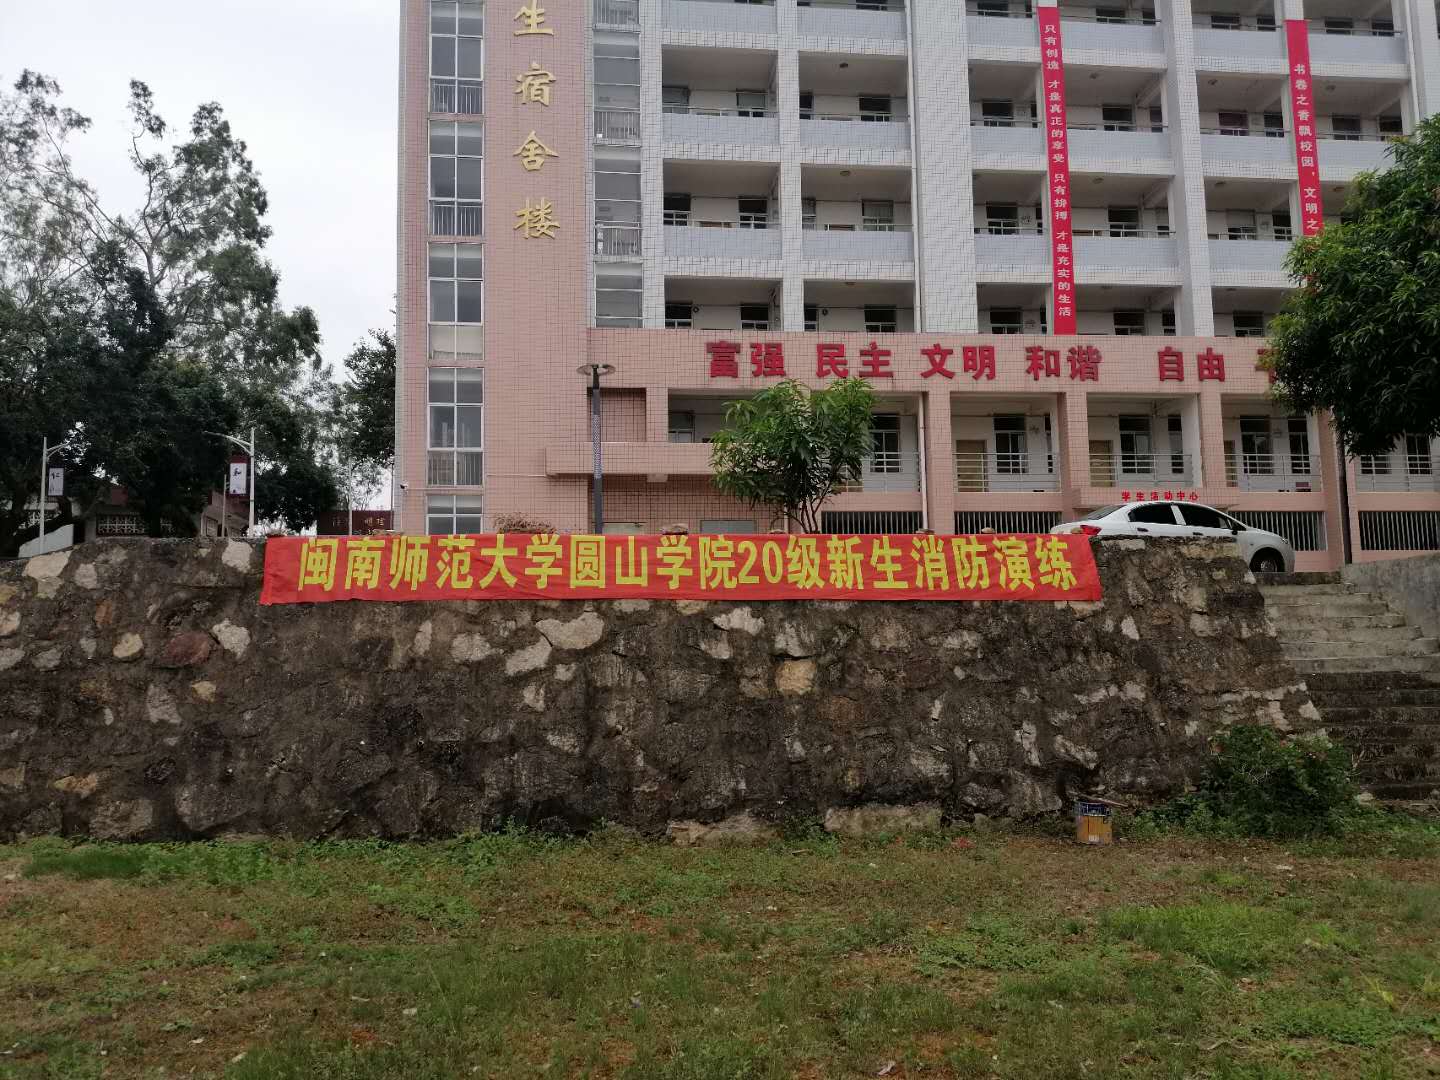 生宿舍楼
只有创造 才是真正的享受 只有拚搏 才是充实的生活
书卷之香飘校园,文明之
富强 民主 文明 和谐 自由
学生活动中心
仁
和
闽南师范大学圆山学院20级新生消防演练